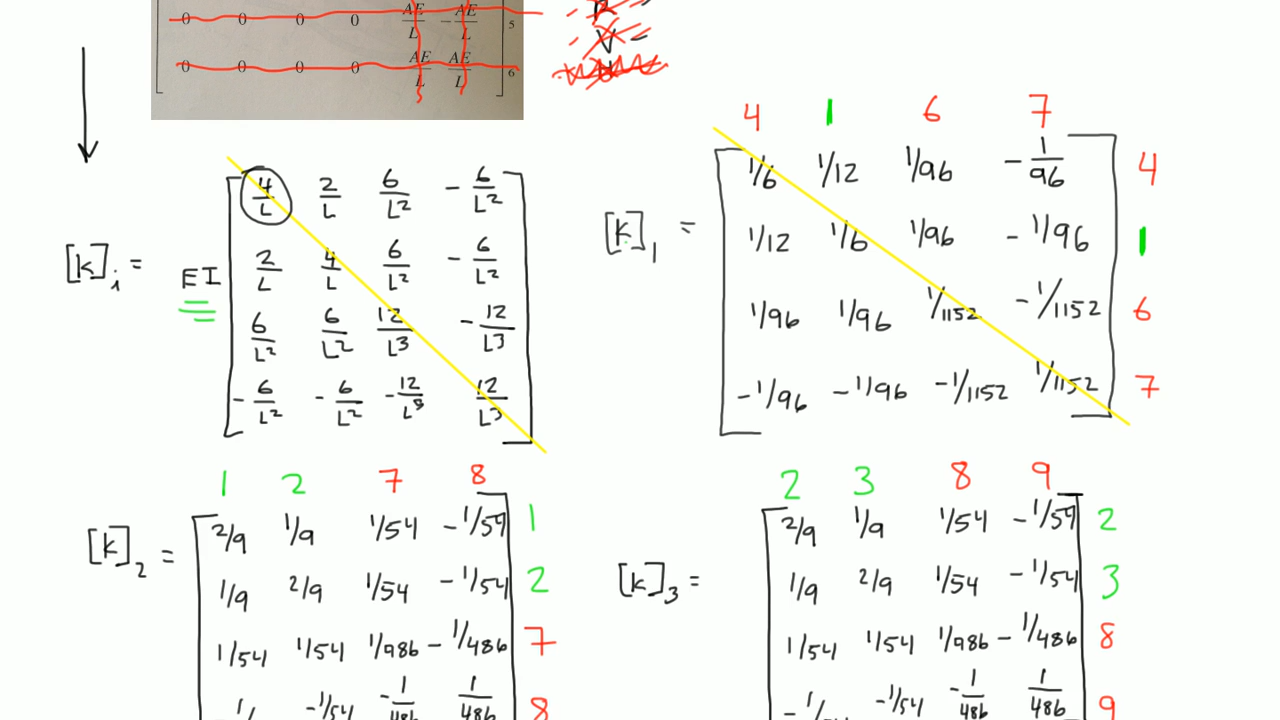 0 0 0 0 AE/L -AE/L 5
0 0 0 0 AE/L AE/L 6
R
V
4 1 6 7
[k]i = EI
4/L 2/L 6/L² -6/L²
2/L 4/L 6/L² -6/L²
6/L² 6/L² 12/L³ -12/L³
-6/L² -6/L² -12/L³ 12/L³
[k]1 =
1/6 1/12 1/96 -1/96 4
1/12 1/6 1/96 -1/96 1
1/96 1/96 1/1152 -1/1152 6
-1/96 -1/96 -1/1152 1/1152 7
1 2 7 8
[k]2 =
2/9 1/9 1/54 -1/54 1
1/9 2/9 1/54 -1/54 2
1/54 1/54 1/986 -1/486 7
-1/54 -1/486 1/486 8
2 3 8 9
[k]3 =
2/9 1/9 1/54 -1/54 2
1/9 2/9 1/54 -1/54 3
1/54 1/54 1/986 -1/486 8
-1/54 -1/486 1/486 9